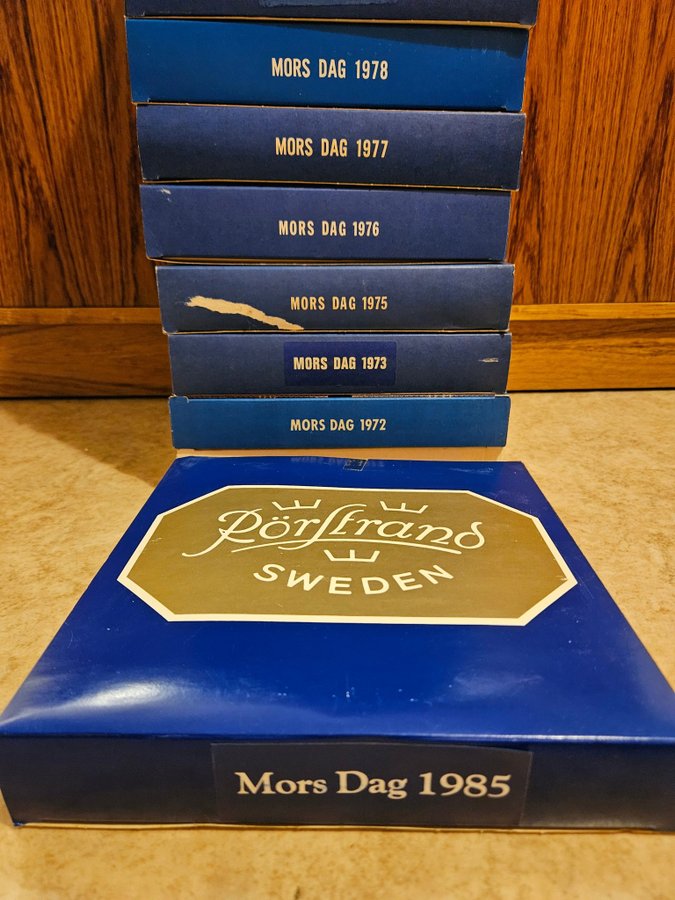 MORS DAG 1978
MORS DAG 1977
MORS DAG 1976
MORS DAG 1975
MORS DAG 1973
MORS DAG 1972
Rörstrand
SWEDEN
Mors Dag 1985